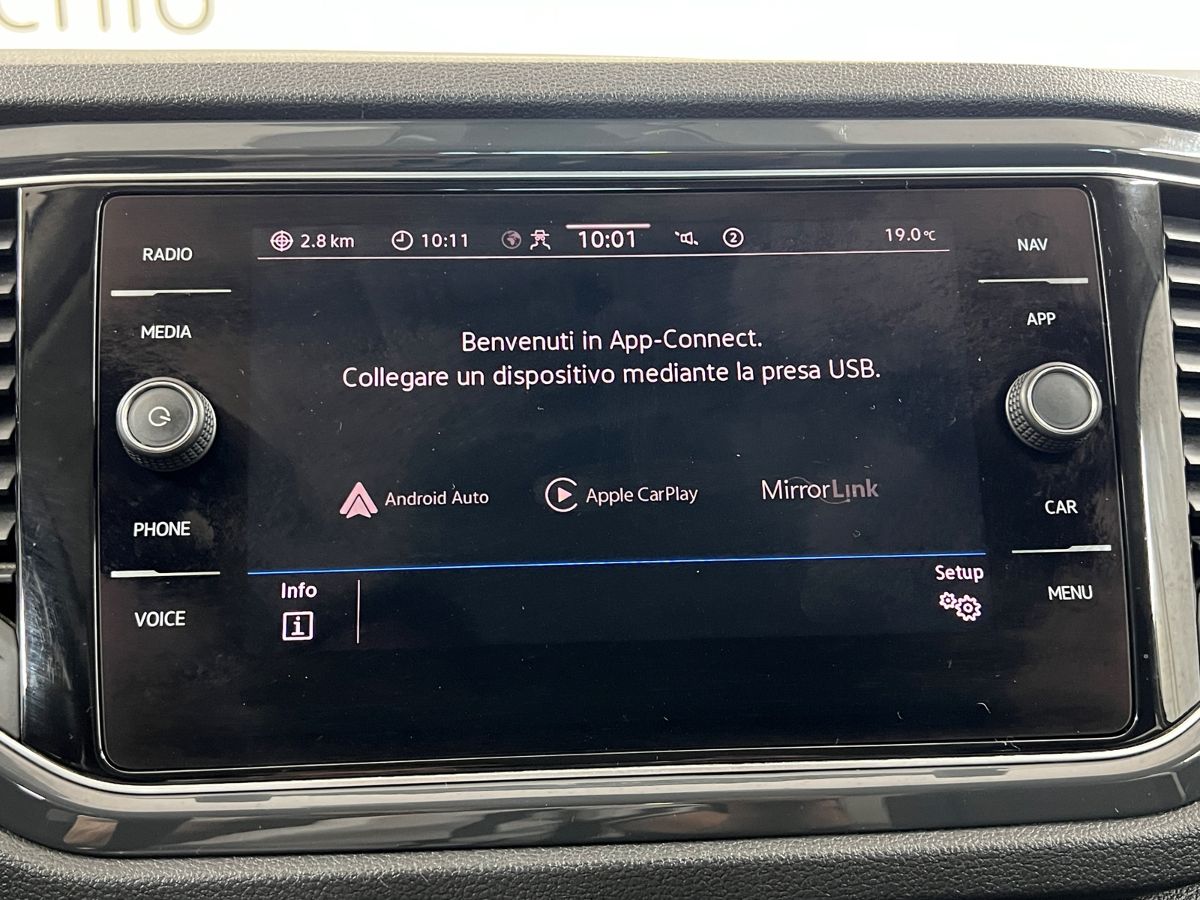 RADIO
MEDIA
PHONE
VOICE
2.8 km
10:11
10:01
2
19.0°C
Benvenuti in App-Connect.
Collegare un dispositivo mediante la presa USB.
Android Auto
Apple CarPlay
MirrorLink
Info
i
Setup
NAV
APP
CAR
MENU